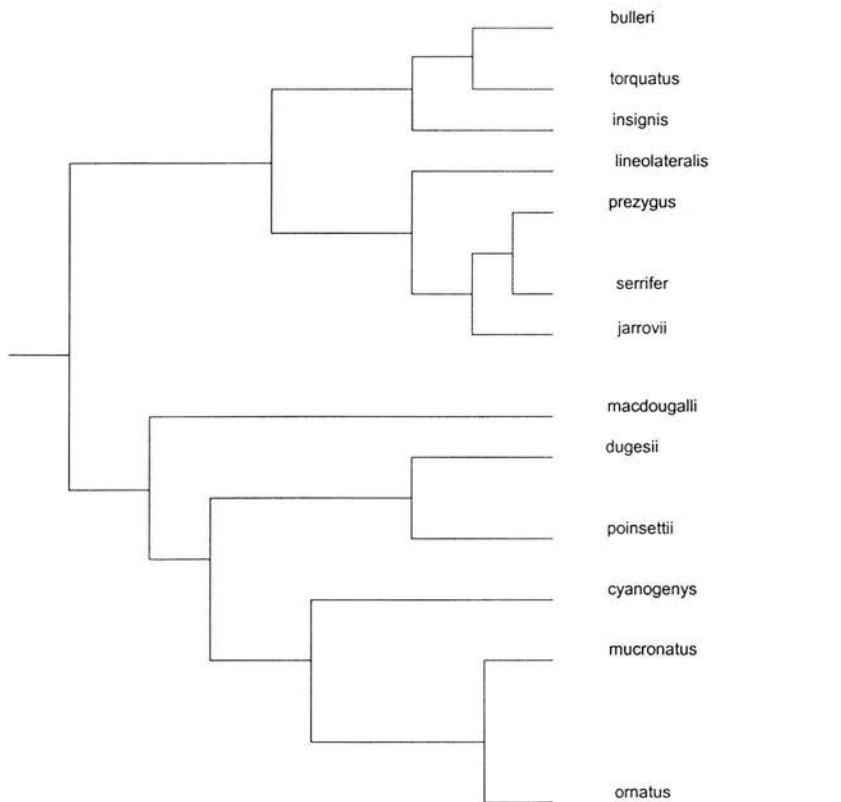 bulleri
torquatus
insignis
lineolateralis
prezygus
serrifer
jarrovii
macdougalli
dugesii
poinsettii
cyanogenys
mucronatus
ornatus